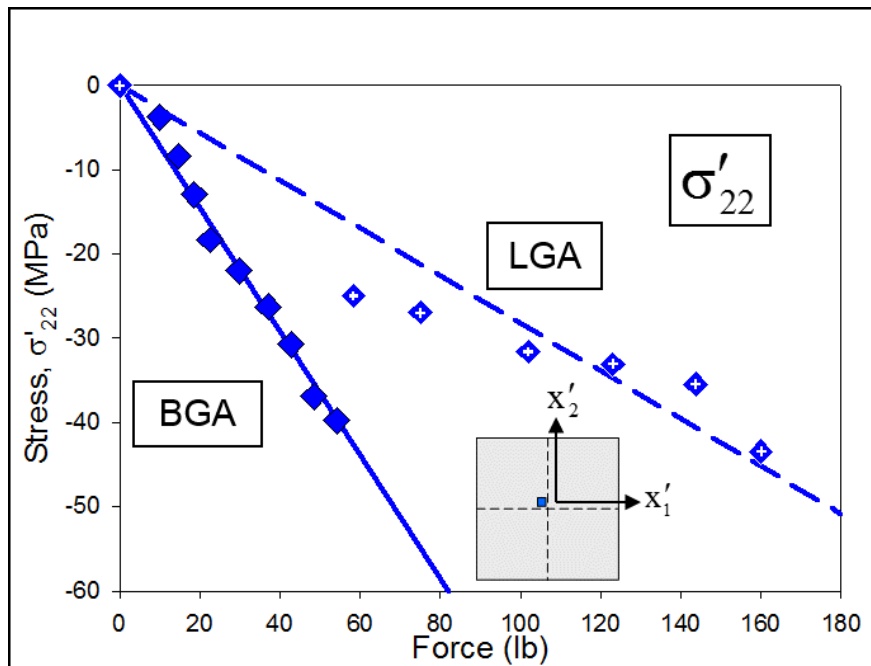 0
-10
-20
-30
-40
-50
-60
Stress, σ'22 (MPa)
σ′22
LGA
BGA
x′2
x′1
0 20 40 60 80 100 120 140 160 180
Force (lb)